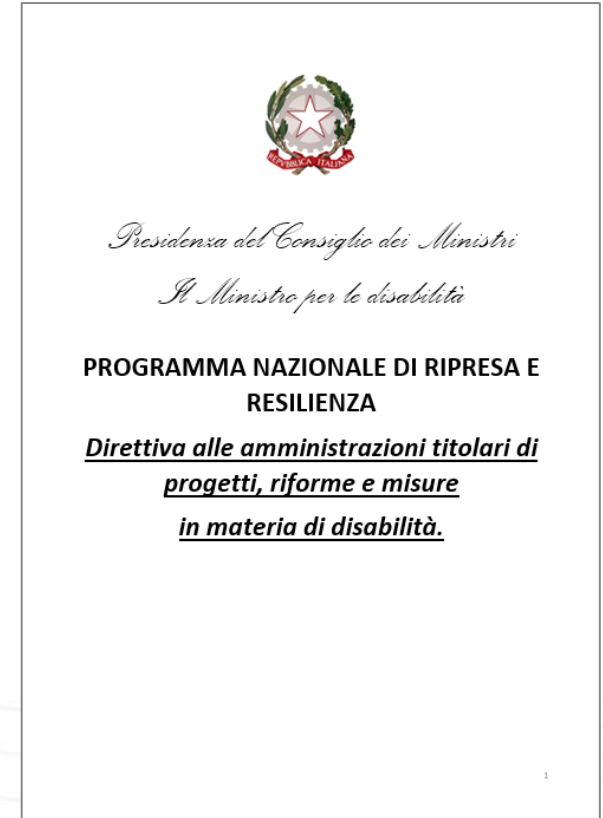 REPVBBLICA ITALIANA
Presidenza del Consiglio dei Ministri
Il Ministro per le disabilità
PROGRAMMA NAZIONALE DI RIPRESA E
RESILIENZA
Direttiva alle amministrazioni titolari di
progetti, riforme e misure
in materia di disabilità.
1